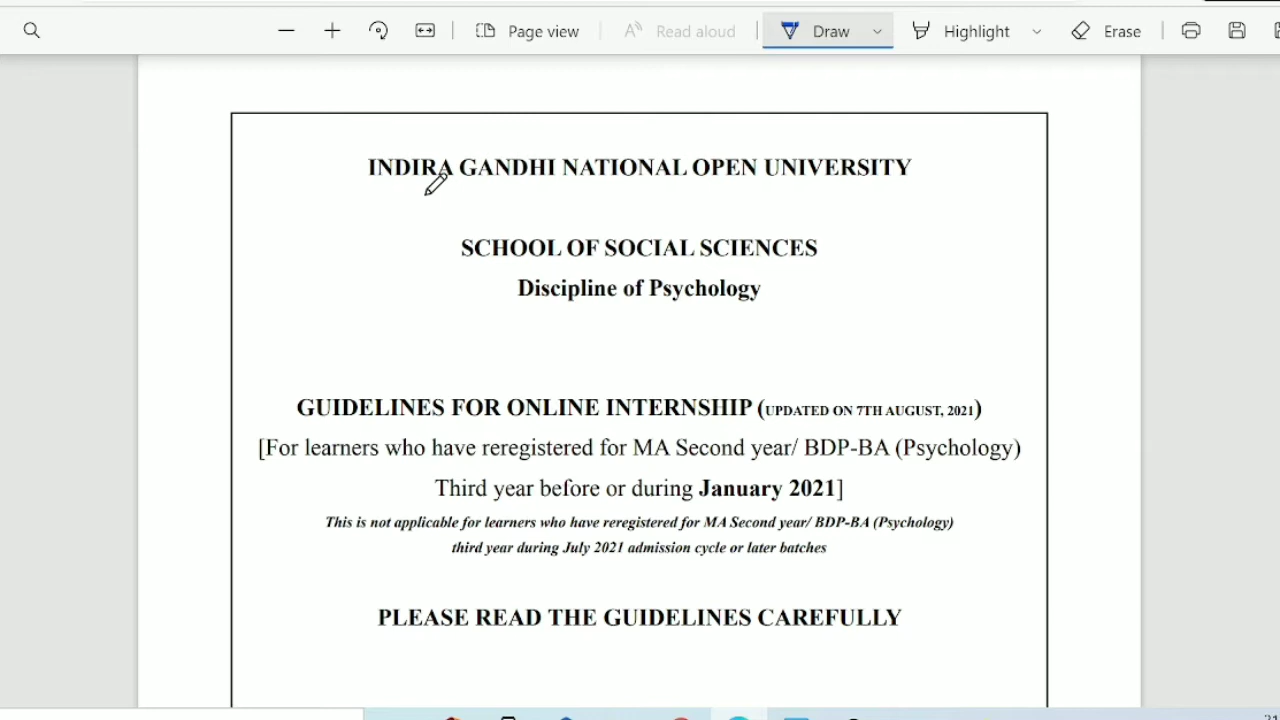 Page view
Read aloud
Draw
Highlight
Erase
INDIRA GANDHI NATIONAL OPEN UNIVERSITY
SCHOOL OF SOCIAL SCIENCES
Discipline of Psychology
GUIDELINES FOR ONLINE INTERNSHIP (UPDATED ON 7TH AUGUST, 2021)
[For learners who have reregistered for MA Second year/ BDP-BA (Psychology)
Third year before or during January 2021]
This is not applicable for learners who have reregistered for MA Second year/ BDP-BA (Psychology)
third year during July 2021 admission cycle or later batches
PLEASE READ THE GUIDELINES CAREFULLY